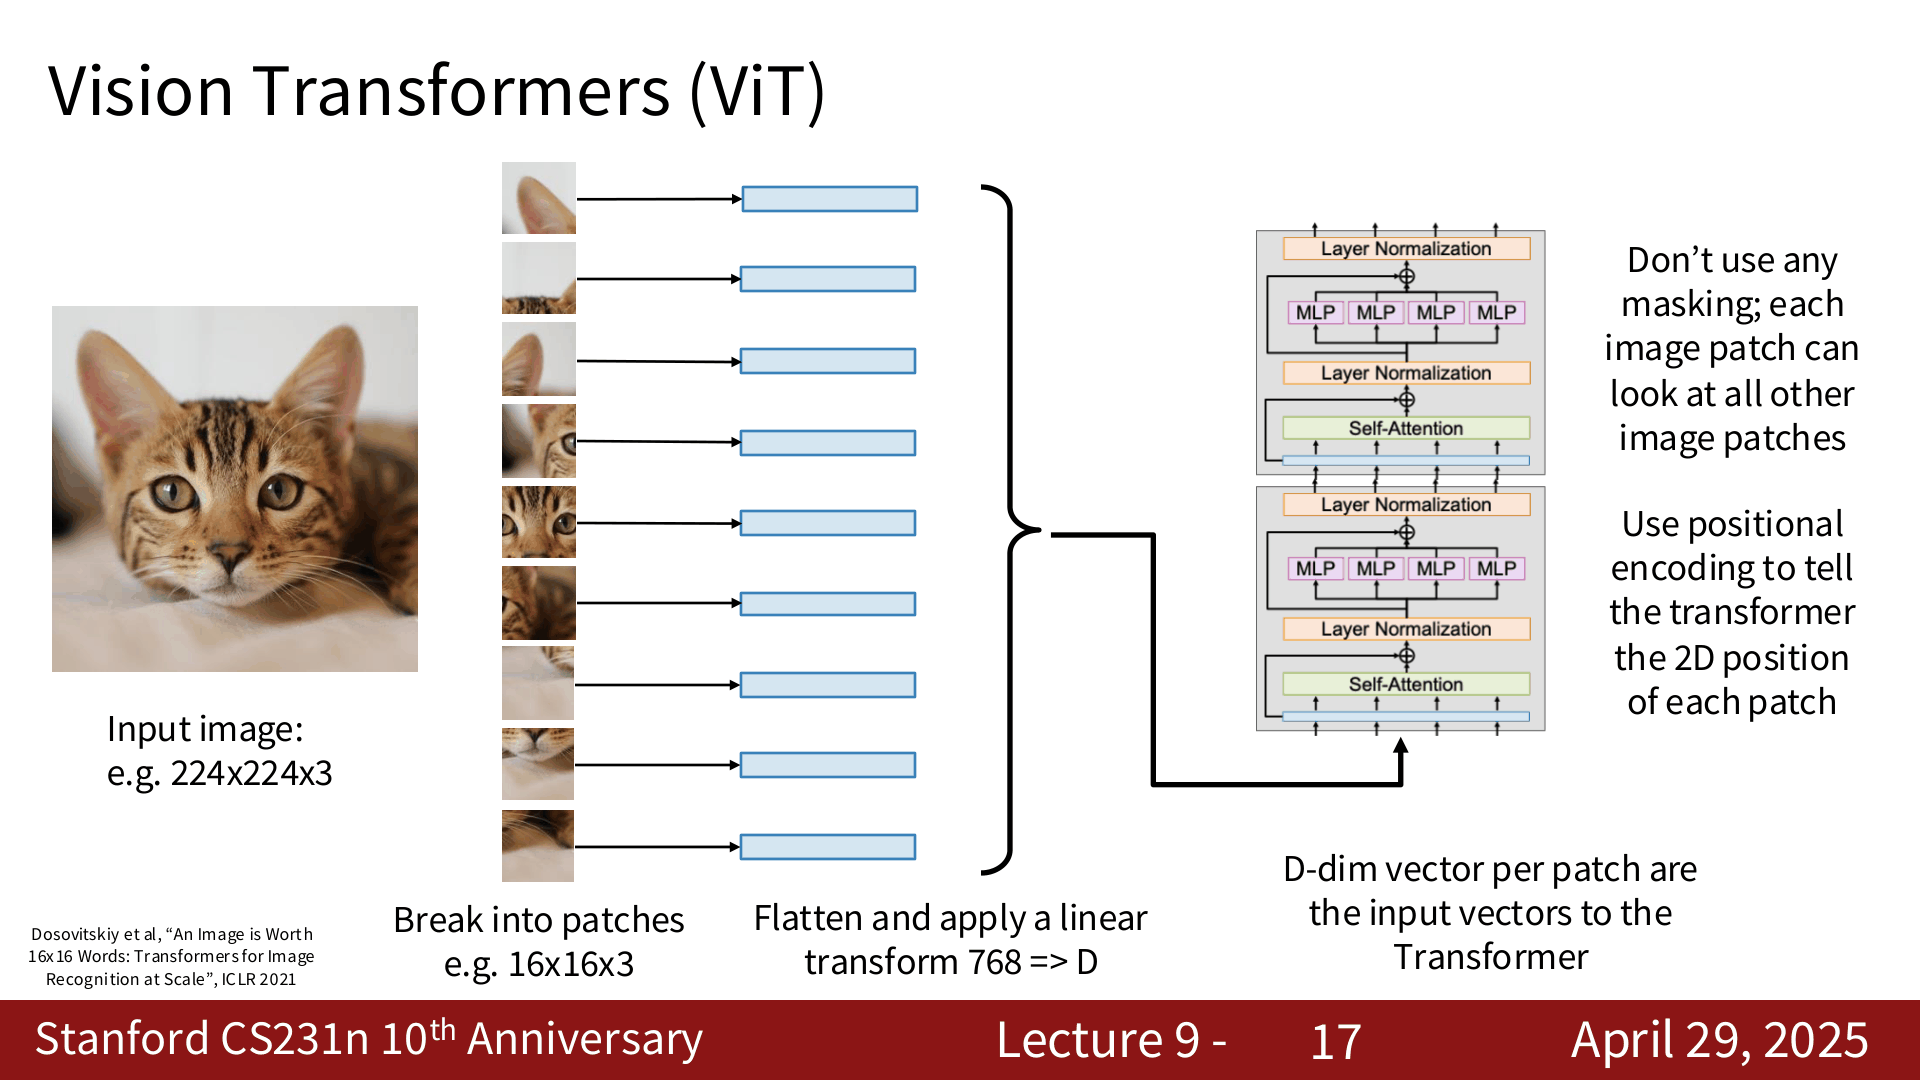 Vision Transformers (ViT)
Input image:
e.g. 224x224x3
Break into patches
e.g. 16x16x3
Flatten and apply a linear
transform 768 => D
Layer Normalization
MLP MLP MLP MLP
Layer Normalization
Self-Attention
Layer Normalization
MLP MLP MLP MLP
Layer Normalization
Self-Attention
D-dim vector per patch are
the input vectors to the
Transformer
Don’t use any
masking; each
image patch can
look at all other
image patches
Use positional
encoding to tell
the transformer
the 2D position
of each patch
Dosovitskiy et al, “An Image is Worth
16x16 Words: Transformers for Image
Recognition at Scale”, ICLR 2021
Stanford CS231n 10th Anniversary
Lecture 9 - 17
April 29, 2025